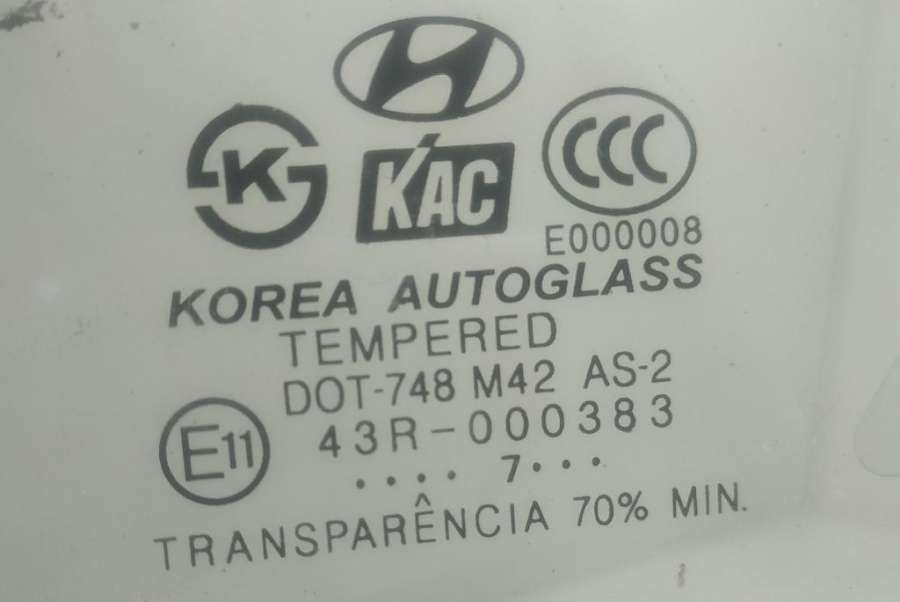 K
KAC
CCC
E000008
KOREA AUTOGLASS
TEMPERED
DOT-748 M42 AS-2
E11
43R-000383
.... 7...
TRANSPARÊNCIA 70% MIN.